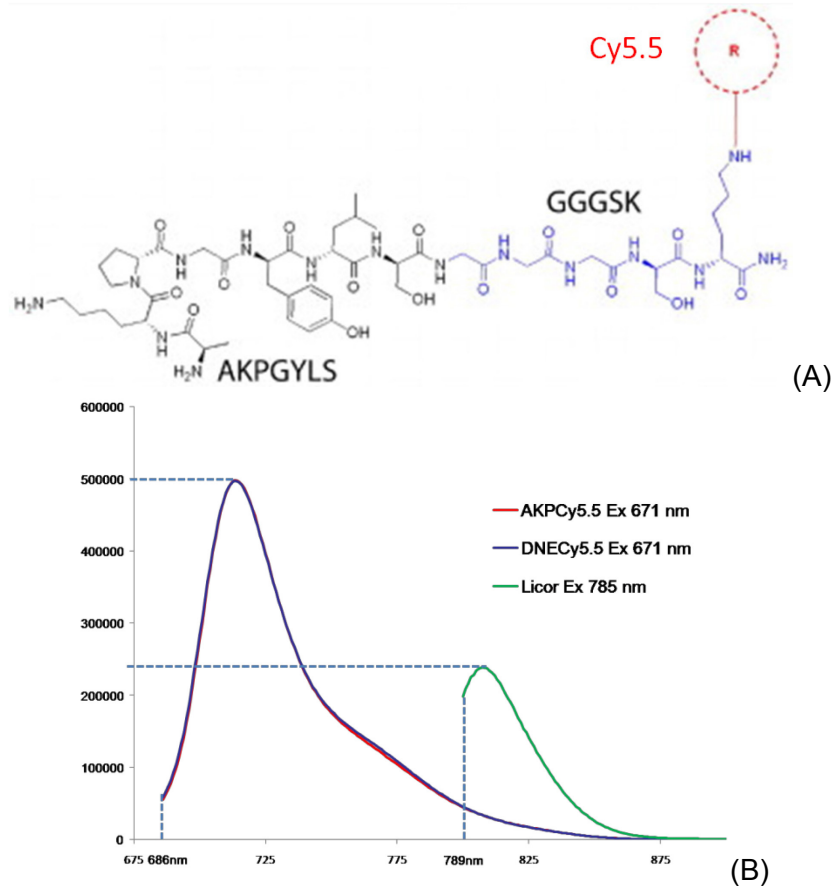 Cy5.5
R
NH
GGGSK
O
H
N
O
H
N
O
H
N
O
H
N
O
N
H
O
N
H
O
N
H
O
N
H
O
N
H
O
NH₂
N
O
OH
OH
H₂N
NH
O
OH
H₂N
AKPGYLS
(A)
600000
500000
400000
300000
200000
100000
0
AKPCy5.5 Ex 671 nm
DNECy5.5 Ex 671 nm
Licor Ex 785 nm
675 686nm 725 775 789nm 825 875
(B)